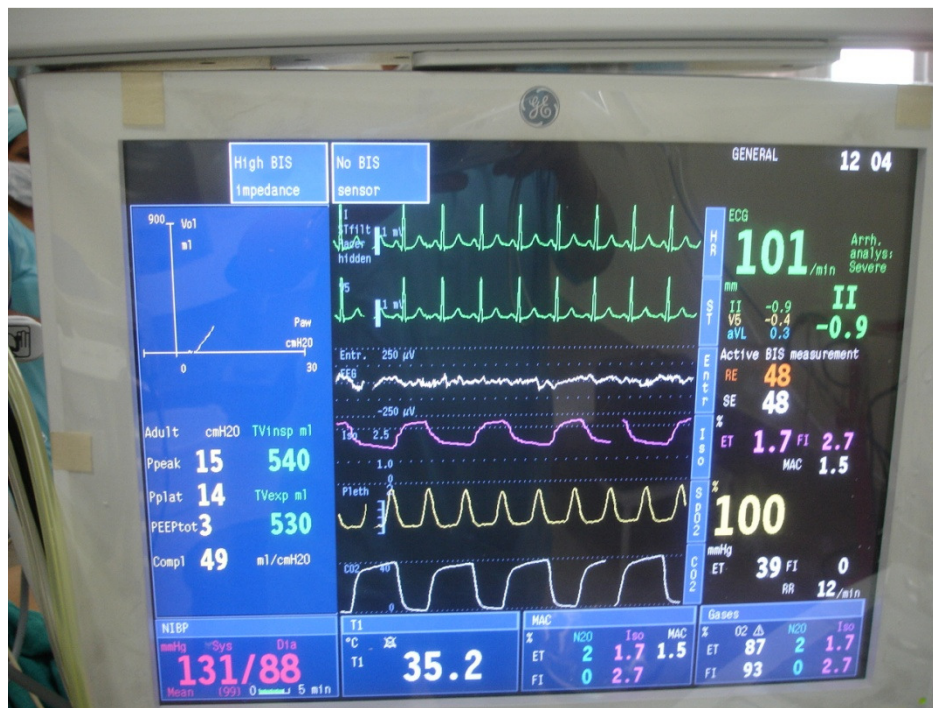 GE
High BIS
impedance
No BIS
sensor
GENERAL
12 04
900
Vol
ml
Paw
cmH2O
0
30
Adult cmH2O TVinsp ml
Ppeak 15 540
Pplat 14 TVexp ml
PEEPtot 3 530
Compl 49 ml/cmH2O
STfilt
hidden
1 mV
V5
1 mV
Entr. 250 µV
EEG
-250 µV
Iso 2.5
1.0
0
Pleth
CO2 40
0
HR
ST
Entr
Iso
SpO2
CO2
ECG
101 /min
Arrh.
analys:
Severe
mm
II -0.9
V5 -0.4
aVL 0.3
II
-0.9
Active BIS measurement
RE 48
SE 48
%
ET 1.7 FI 2.7
MAC 1.5
%
100
mmHg
ET 39 FI 0
RR 12/min
NIBP
mmHg Sys Dia
131/88
Mean (99) 0 5 min
T1
°C
T1 35.2
MAC
% N2O Iso MAC
ET 2 1.7 1.5
FI 0 2.7
Gases
% O2 N2O Iso
ET 87 2 1.7
FI 93 0 2.7